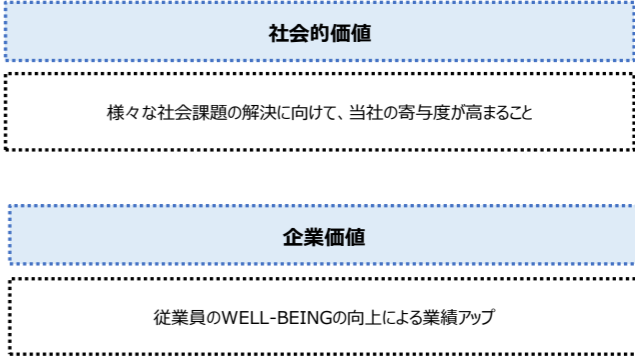 社会的価値
様々な社会課題の解決に向けて、当社の寄与度が高まること
企業価値
従業員のWELL-BEINGの向上による業績アップ